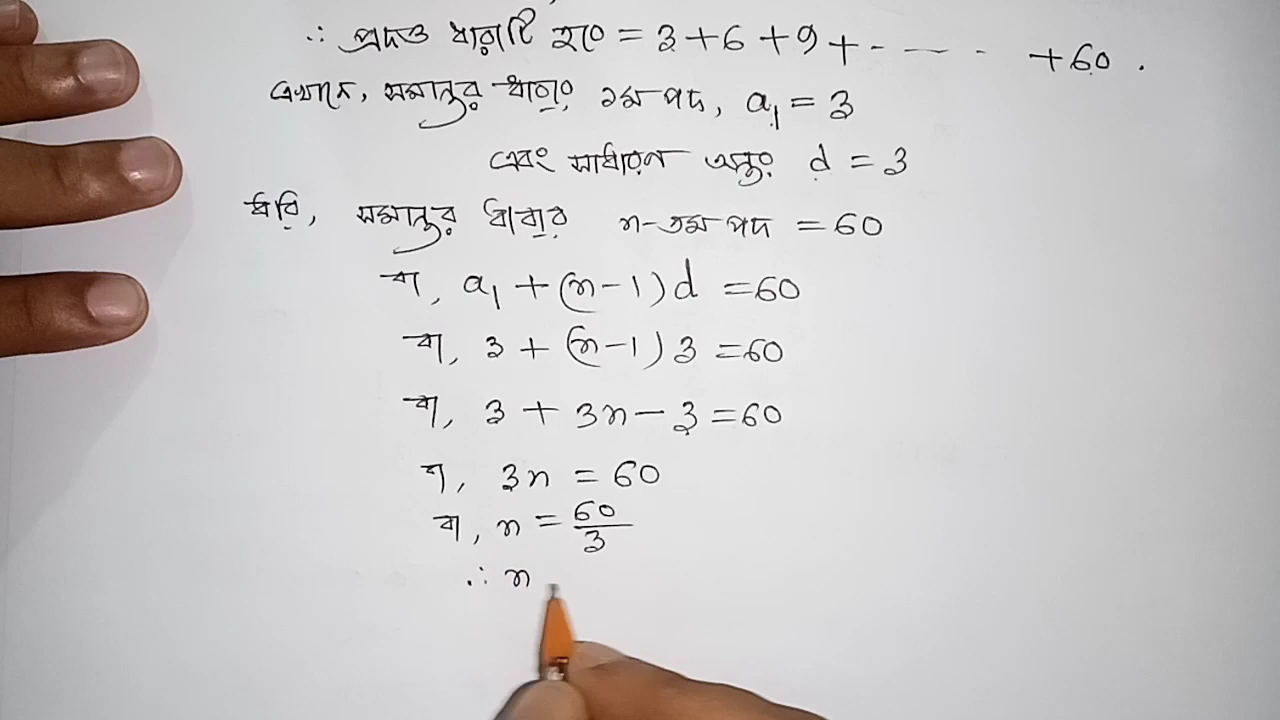 ∴ প্রদত্ত ধারাটি হবে = 3 + 6 + 9 + - - - - + 60 .
এখানে, সমান্তর ধারার ১ম পদ, a₁ = 3
এবং সাধারণ অন্তর d = 3
ধরি, সমান্তর ধারার n-তম পদ = 60
বা, a₁ + (n - 1) d = 60
বা, 3 + (n - 1) 3 = 60
বা, 3 + 3n - 3 = 60
বা, 3n = 60
বা, n = 60/3
∴ n